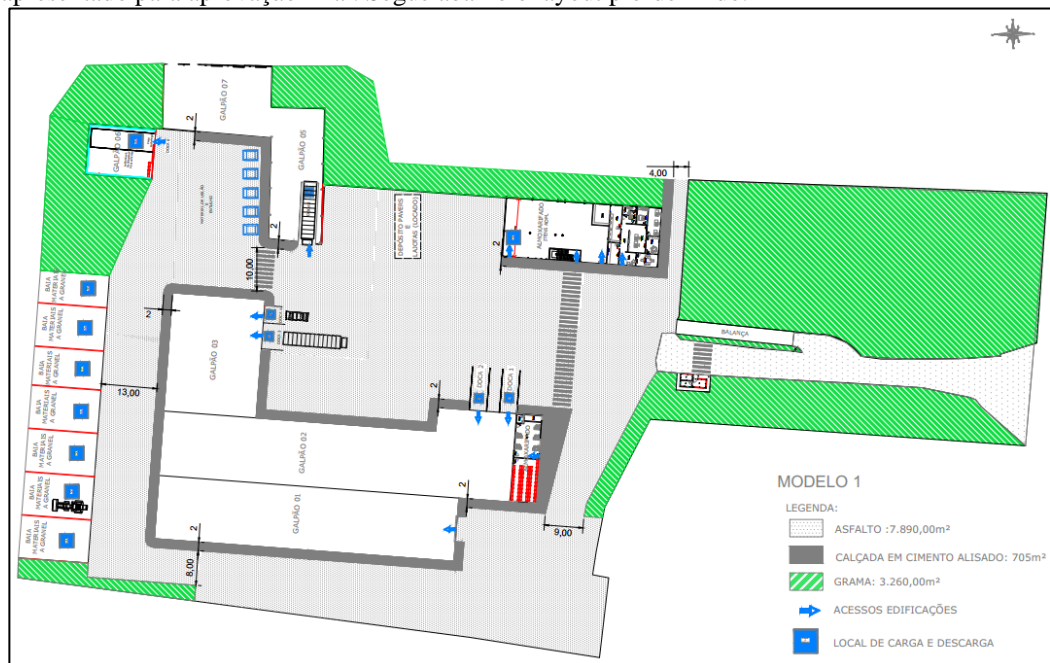 GALPÃO 07
2
GALPÃO 06
GALPÃO 05
4,00
DEPÓSITO PAVERS
E
LAJOTAS (LOCADO)
ALMOXARIFADO
2
2
10,00
BAIA
MATERIAIS
A GRANEL
BAIA
MATERIAIS
A GRANEL
BAIA
MATERIAIS
A GRANEL
BAIA
MATERIAIS
A GRANEL
BAIA
MATERIAIS
A GRANEL
BAIA
MATERIAIS
A GRANEL
BAIA
MATERIAIS
A GRANEL
2
BALANÇA
GALPÃO 03
13,00
DOCA 2
DOCA 1
2
GALPÃO 02
GALPÃO 01
2
2
8,00
9,00
MODELO 1
LEGENDA:
ASFALTO :7.890,00m²
CALÇADA EM CIMENTO ALISADO: 705m²
GRAMA: 3.260,00m²
ACESSOS EDIFICAÇÕES
LOCAL DE CARGA E DESCARGA